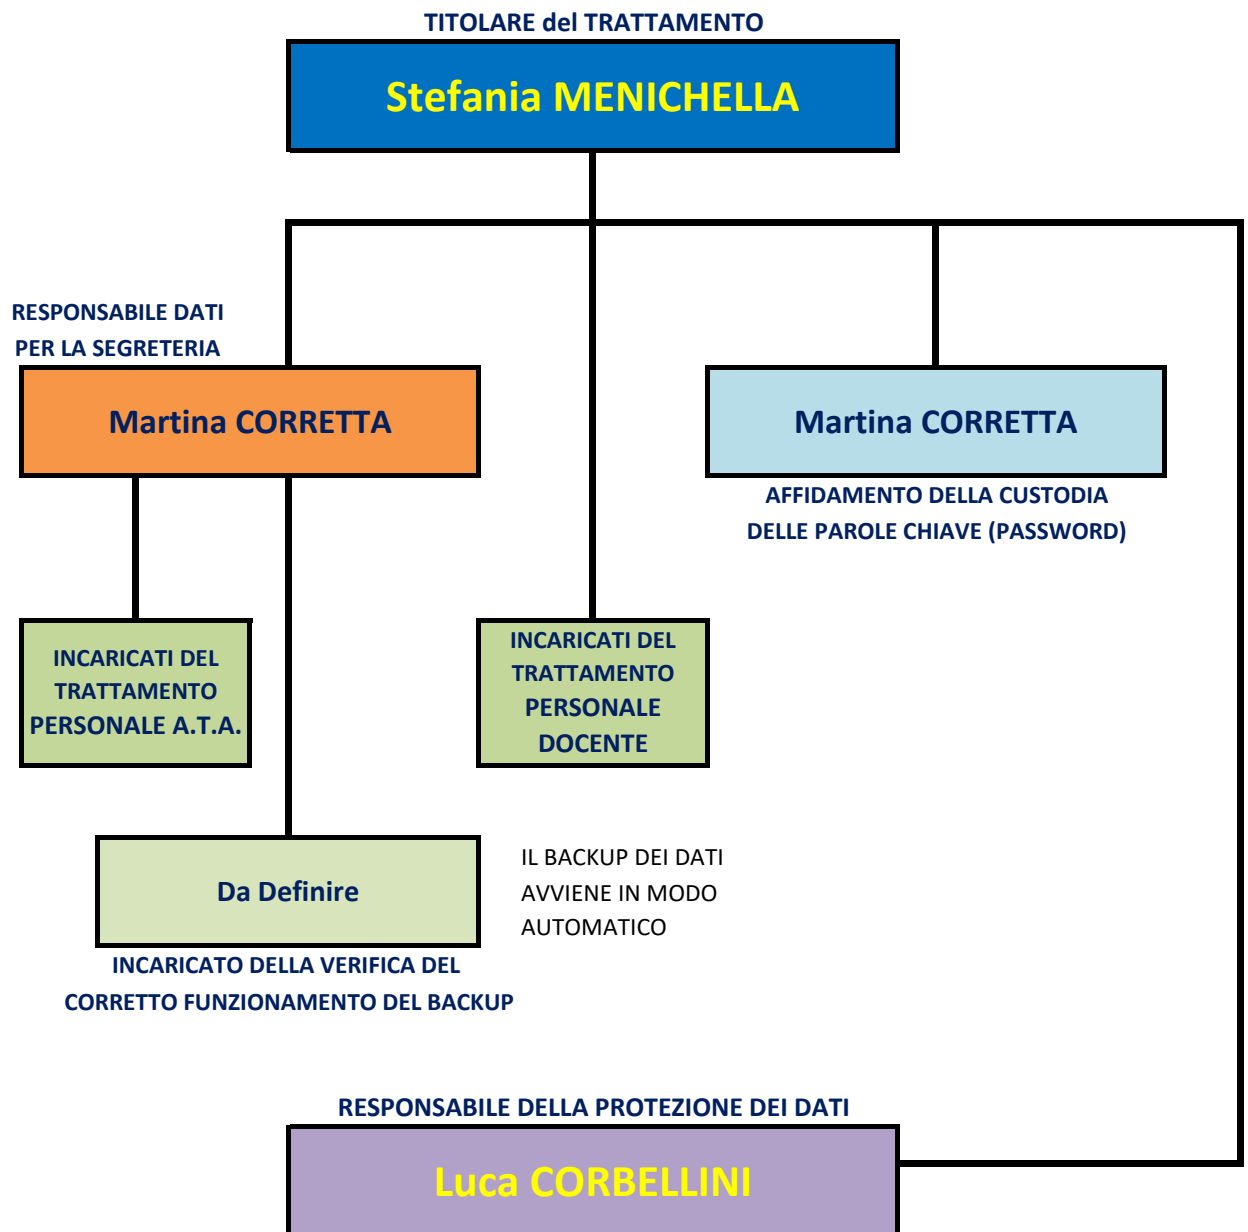 TITOLARE del TRATTAMENTO
Stefania MENICHELLA
RESPONSABILE DATI
PER LA SEGRETERIA
Martina CORRETTA
Martina CORRETTA
AFFIDAMENTO DELLA CUSTODIA
DELLE PAROLE CHIAVE (PASSWORD)
INCARICATI DEL
TRATTAMENTO
PERSONALE A.T.A.
INCARICATI DEL
TRATTAMENTO
PERSONALE
DOCENTE
Da Definire
IL BACKUP DEI DATI
AVVIENE IN MODO
AUTOMATICO
INCARICATO DELLA VERIFICA DEL
CORRETTO FUNZIONAMENTO DEL BACKUP
RESPONSABILE DELLA PROTEZIONE DEI DATI
Luca CORBELLINI